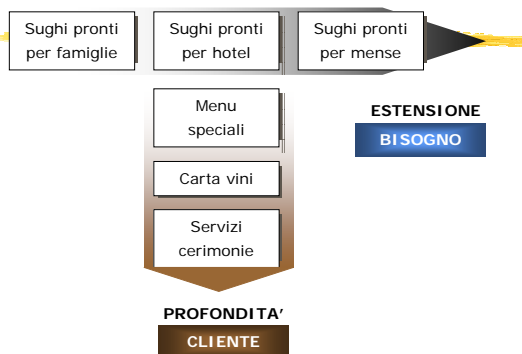 Sughi pronti
per famiglie
Sughi pronti
per hotel
Sughi pronti
per mense
Menu
speciali
Carta vini
Servizi
cerimonie
ESTENSIONE
BISOGNO
PROFONDITA'
CLIENTE